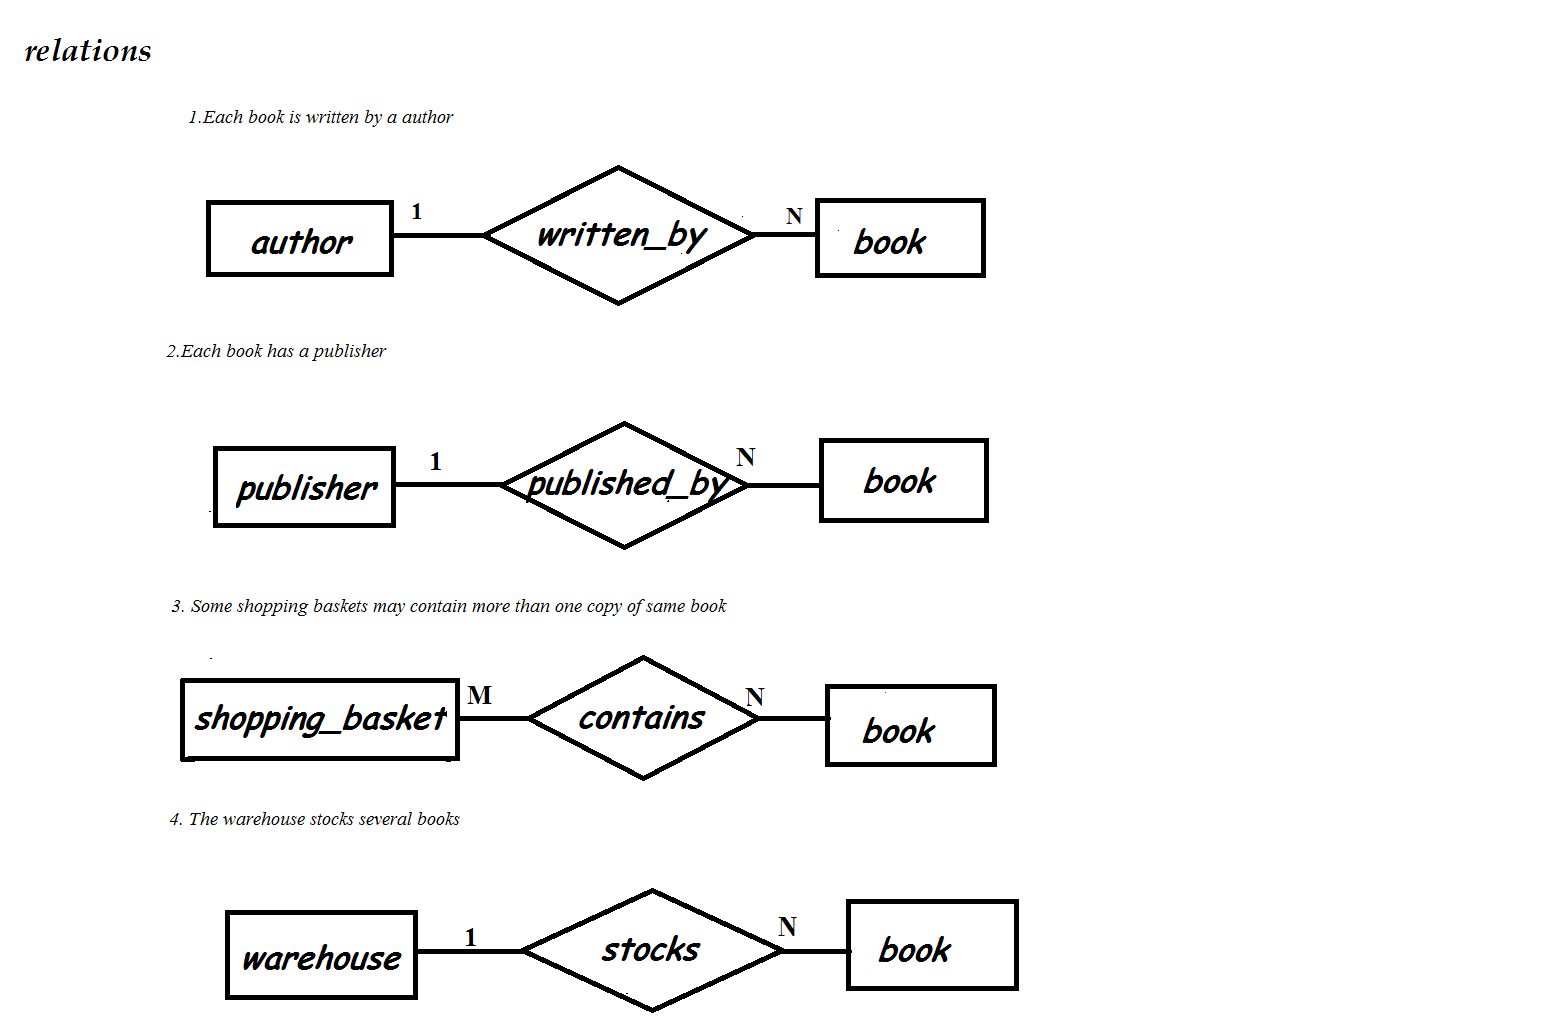 relations
1.Each book is written by a author
author 1 written_by N book
2.Each book has a publisher
publisher 1 published_by N book
3. Some shopping baskets may contain more than one copy of same book
shopping_basket M contains N book
4. The warehouse stocks several books
warehouse 1 stocks N book